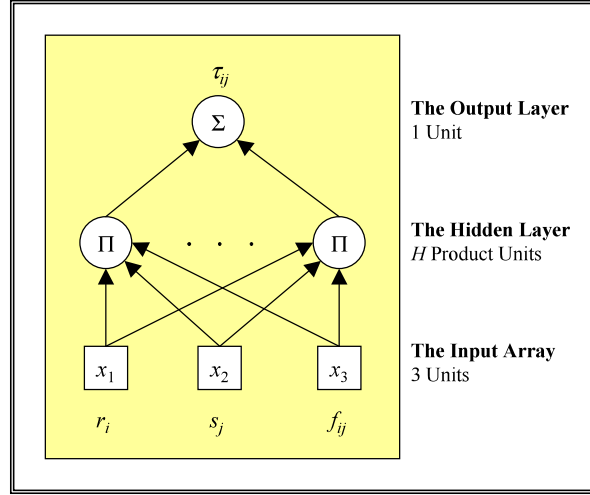 τij
Σ
The Output Layer
1 Unit
Π . . . Π
The Hidden Layer
H Product Units
x1 x2 x3
The Input Array
3 Units
ri sj fij